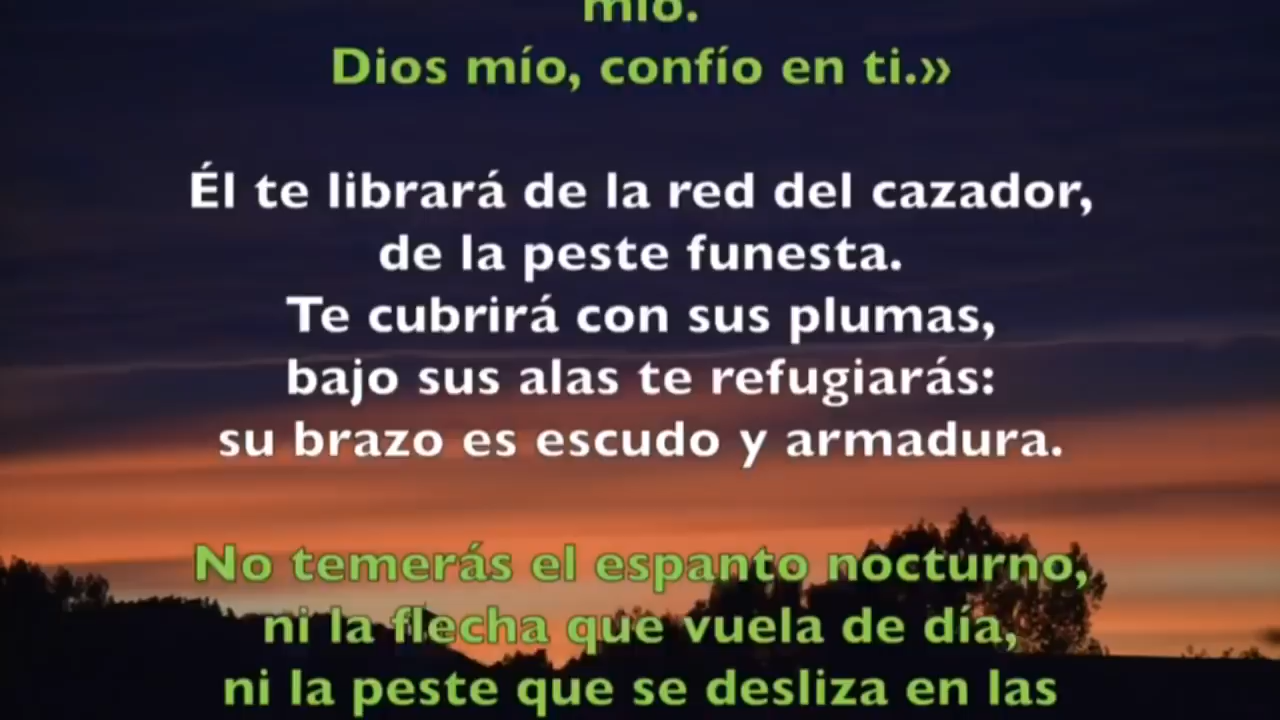 mío.
Dios mío, confío en ti.»
Él te librará de la red del cazador,
de la peste funesta.
Te cubrirá con sus plumas,
bajo sus alas te refugiarás:
su brazo es escudo y armadura.
No temerás el espanto nocturno,
ni la flecha que vuela de día,
ni la peste que se desliza en las